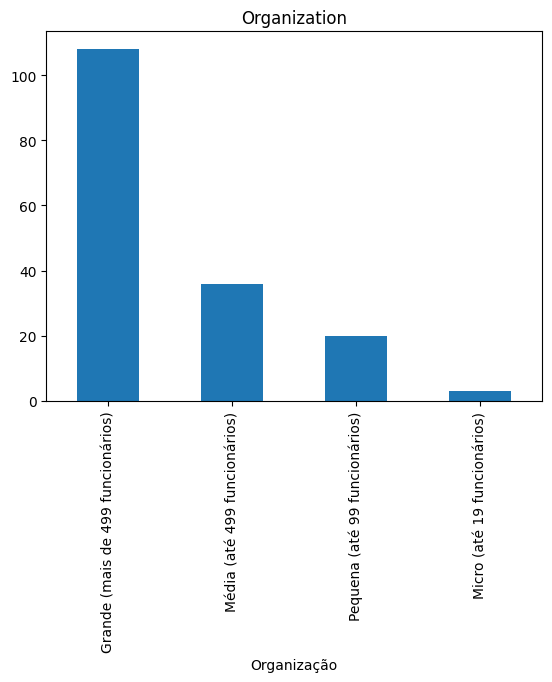 Organization
100
80
60
40
20
0
Grande (mais de 499 funcionários)
Média (até 499 funcionários)
Pequena (até 99 funcionários)
Micro (até 19 funcionários)
Organização